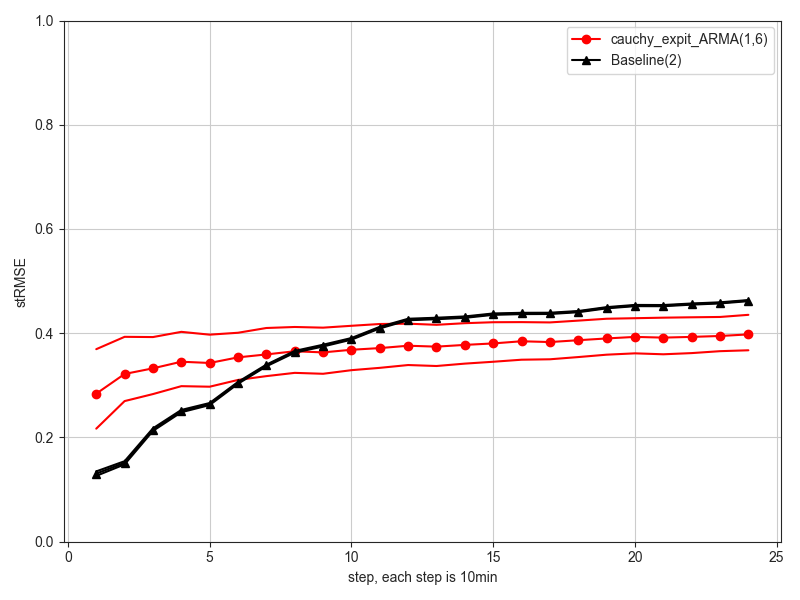 1.0
0.8
0.6
0.4
0.2
0.0
stRMSE
cauchy_expit_ARMA(1,6)
Baseline(2)
0 5 10 15 20 25
step, each step is 10min